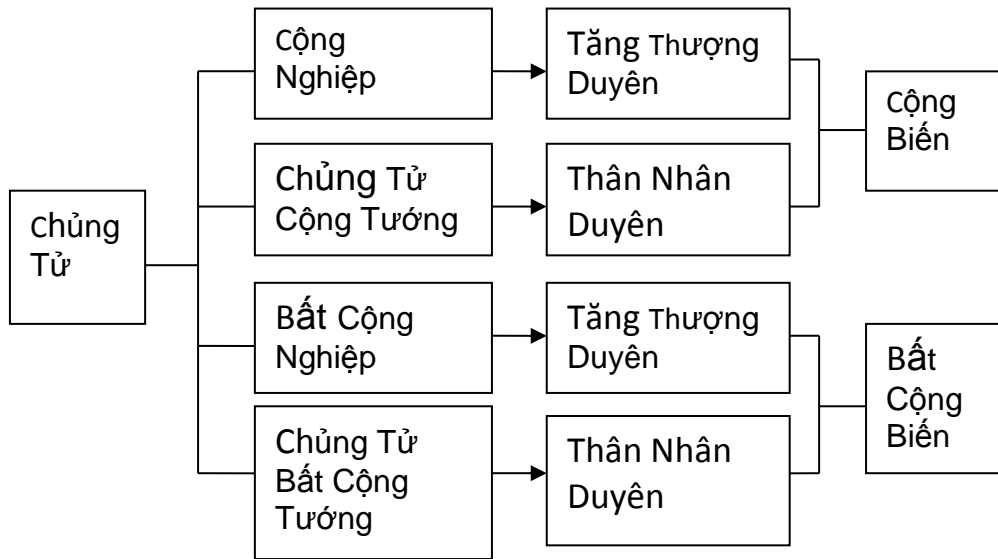 Chủng
Tử
Cộng
Nghiệp
Tăng Thượng
Duyên
Chủng Tử
Cộng Tướng
Thân Nhân
Duyên
Cộng
Biến
Bất Cộng
Nghiệp
Tăng Thượng
Duyên
Chủng Tử
Bất Cộng
Tướng
Thân Nhân
Duyên
Bất
Cộng
Biến